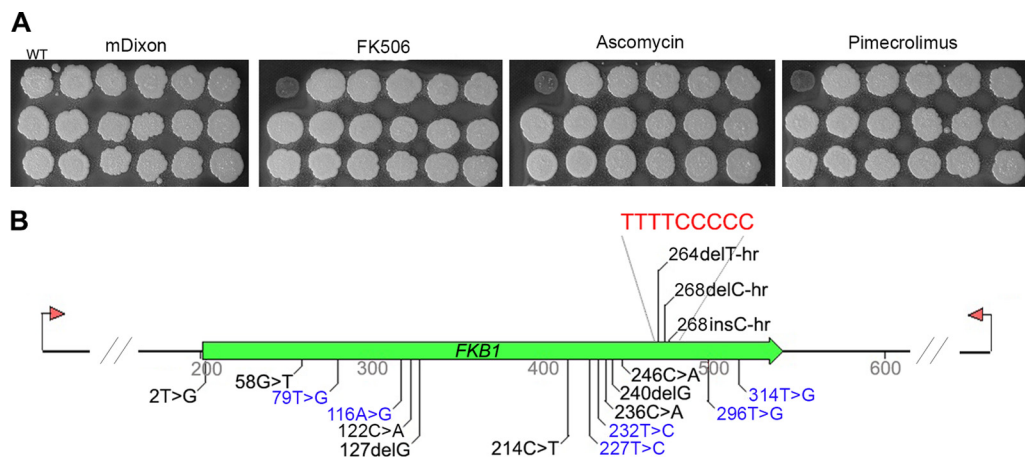 A
mDixon FK506 Ascomycin Pimecrolimus
WT
B
TTTTCCCCC
264delT-hr
268delC-hr
268insC-hr
FKB1
200 300 400 500 600
2T>G
58G>T
79T>G
116A>G
122C>A
127delG
214C>T
246C>A
240delG
236C>A
232T>C
227T>C
314T>G
296T>G